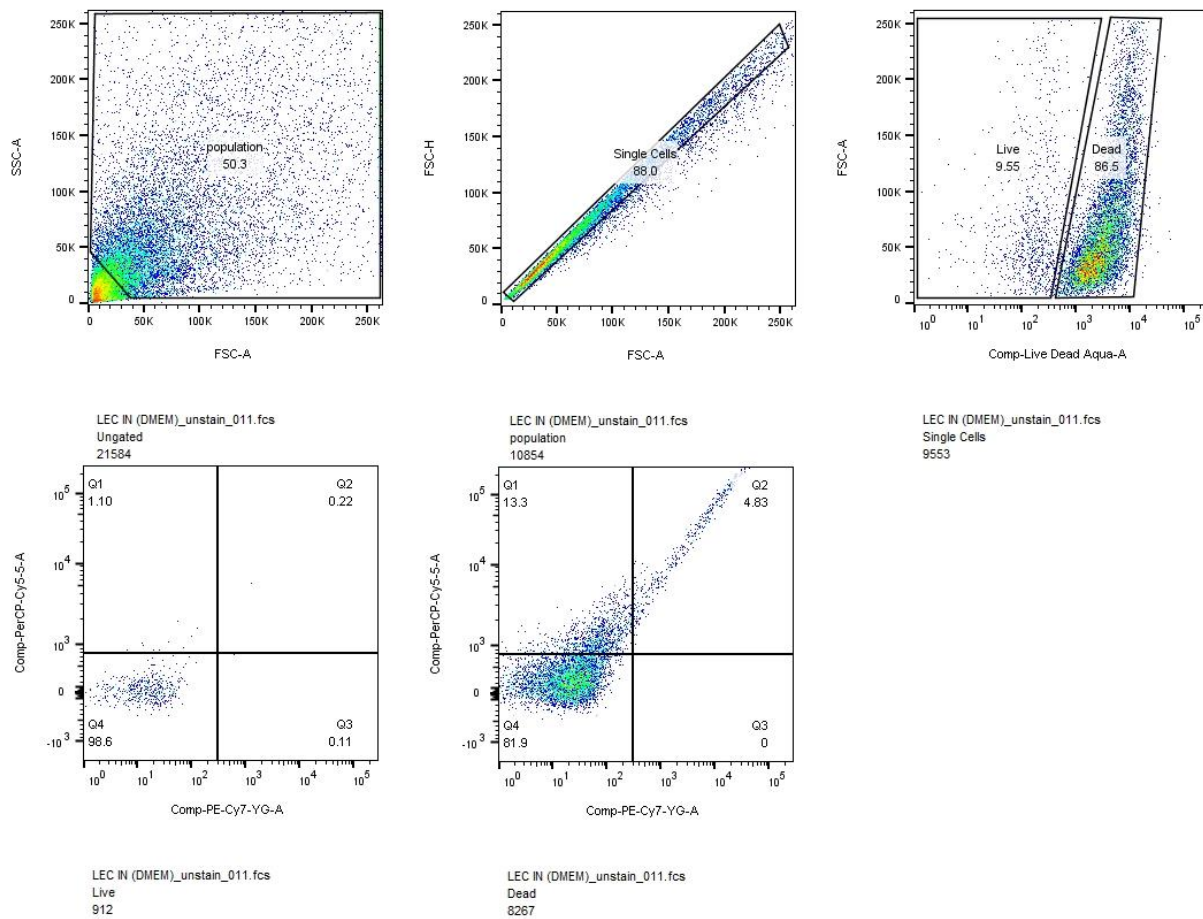 250K
200K
150K
100K
50K
0
SSC-A
population
50.3
0 50K 100K 150K 200K 250K
FSC-A
250K
200K
150K
100K
50K
0
FSC-H
Single Cells
88.0
0 50K 100K 150K 200K 250K
FSC-A
250K
200K
150K
100K
50K
0
FSC-A
Live
9.55
Dead
86.5
10^0 10^1 10^2 10^3 10^4 10^5
Comp-Live Dead Aqua-A
LEC IN (DMEM)_unstain_011.fcs
Ungated
21584
LEC IN (DMEM)_unstain_011.fcs
population
10854
LEC IN (DMEM)_unstain_011.fcs
Single Cells
9553
Q1
1.10
Q2
0.22
10^5
10^4
10^3
0
-10^3
Comp-PerCP-Cy5-5-A
Q4
98.6
Q3
0.11
10^0 10^1 10^2 10^3 10^4 10^5
Comp-PE-Cy7-YG-A
Q1
13.3
Q2
4.83
10^5
10^4
10^3
0
-10^3
Comp-PerCP-Cy5-5-A
Q4
81.9
Q3
0
10^0 10^1 10^2 10^3 10^4 10^5
Comp-PE-Cy7-YG-A
LEC IN (DMEM)_unstain_011.fcs
Live
912
LEC IN (DMEM)_unstain_011.fcs
Dead
8267